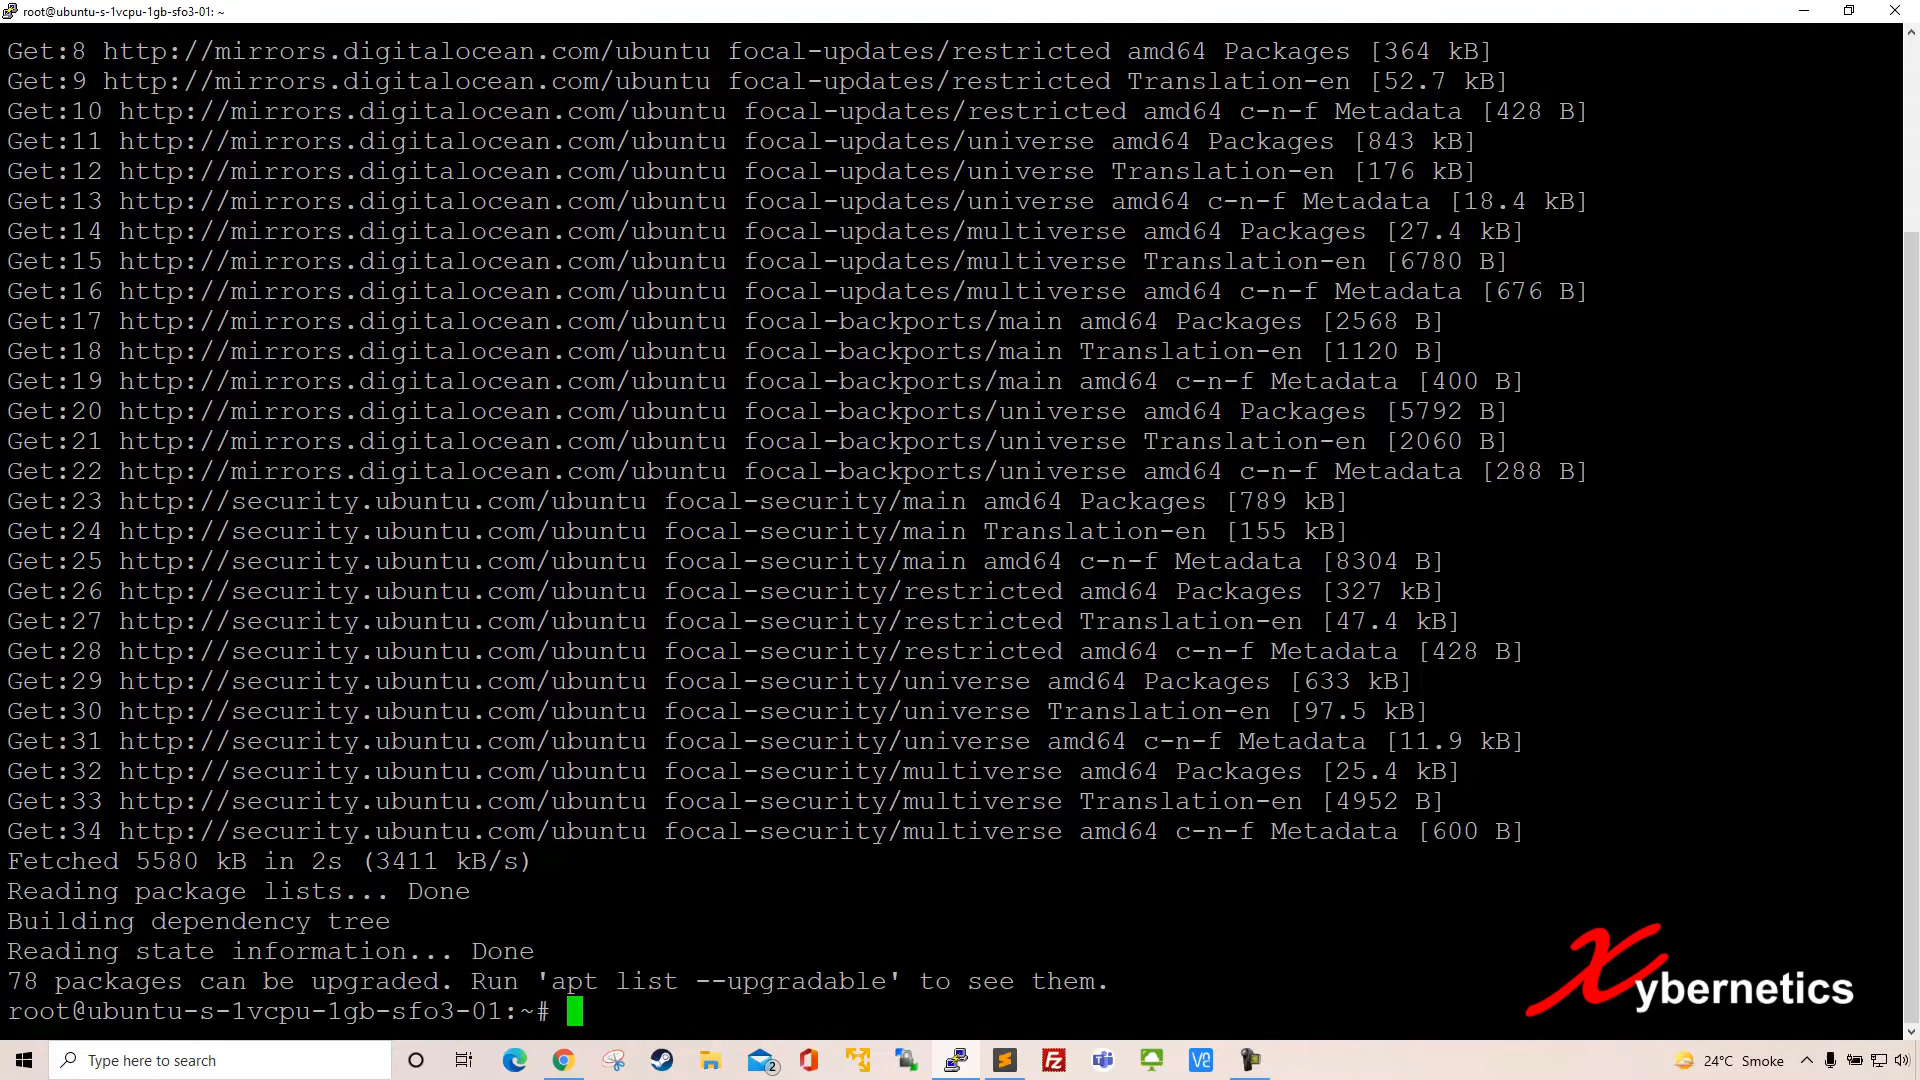 root@ubuntu-s-1vcpu-1gb-sfo3-01: ~
Get:8 http://mirrors.digitalocean.com/ubuntu focal-updates/restricted amd64 Packages [364 kB]
Get:9 http://mirrors.digitalocean.com/ubuntu focal-updates/restricted Translation-en [52.7 kB]
Get:10 http://mirrors.digitalocean.com/ubuntu focal-updates/restricted amd64 c-n-f Metadata [428 B]
Get:11 http://mirrors.digitalocean.com/ubuntu focal-updates/universe amd64 Packages [843 kB]
Get:12 http://mirrors.digitalocean.com/ubuntu focal-updates/universe Translation-en [176 kB]
Get:13 http://mirrors.digitalocean.com/ubuntu focal-updates/universe amd64 c-n-f Metadata [18.4 kB]
Get:14 http://mirrors.digitalocean.com/ubuntu focal-updates/multiverse amd64 Packages [27.4 kB]
Get:15 http://mirrors.digitalocean.com/ubuntu focal-updates/multiverse Translation-en [6780 B]
Get:16 http://mirrors.digitalocean.com/ubuntu focal-updates/multiverse amd64 c-n-f Metadata [676 B]
Get:17 http://mirrors.digitalocean.com/ubuntu focal-backports/main amd64 Packages [2568 B]
Get:18 http://mirrors.digitalocean.com/ubuntu focal-backports/main Translation-en [1120 B]
Get:19 http://mirrors.digitalocean.com/ubuntu focal-backports/main amd64 c-n-f Metadata [400 B]
Get:20 http://mirrors.digitalocean.com/ubuntu focal-backports/universe amd64 Packages [5792 B]
Get:21 http://mirrors.digitalocean.com/ubuntu focal-backports/universe Translation-en [2060 B]
Get:22 http://mirrors.digitalocean.com/ubuntu focal-backports/universe amd64 c-n-f Metadata [288 B]
Get:23 http://security.ubuntu.com/ubuntu focal-security/main amd64 Packages [789 kB]
Get:24 http://security.ubuntu.com/ubuntu focal-security/main Translation-en [155 kB]
Get:25 http://security.ubuntu.com/ubuntu focal-security/main amd64 c-n-f Metadata [8304 B]
Get:26 http://security.ubuntu.com/ubuntu focal-security/restricted amd64 Packages [327 kB]
Get:27 http://security.ubuntu.com/ubuntu focal-security/restricted Translation-en [47.4 kB]
Get:28 http://security.ubuntu.com/ubuntu focal-security/restricted amd64 c-n-f Metadata [428 B]
Get:29 http://security.ubuntu.com/ubuntu focal-security/universe amd64 Packages [633 kB]
Get:30 http://security.ubuntu.com/ubuntu focal-security/universe Translation-en [97.5 kB]
Get:31 http://security.ubuntu.com/ubuntu focal-security/universe amd64 c-n-f Metadata [11.9 kB]
Get:32 http://security.ubuntu.com/ubuntu focal-security/multiverse amd64 Packages [25.4 kB]
Get:33 http://security.ubuntu.com/ubuntu focal-security/multiverse Translation-en [4952 B]
Get:34 http://security.ubuntu.com/ubuntu focal-security/multiverse amd64 c-n-f Metadata [600 B]
Fetched 5580 kB in 2s (3411 kB/s)
Reading package lists... Done
Building dependency tree
Reading state information... Done
78 packages can be upgraded. Run 'apt list --upgradable' to see them.
root@ubuntu-s-1vcpu-1gb-sfo3-01:~#
Xybernetics
Type here to search
2
24°C Smoke